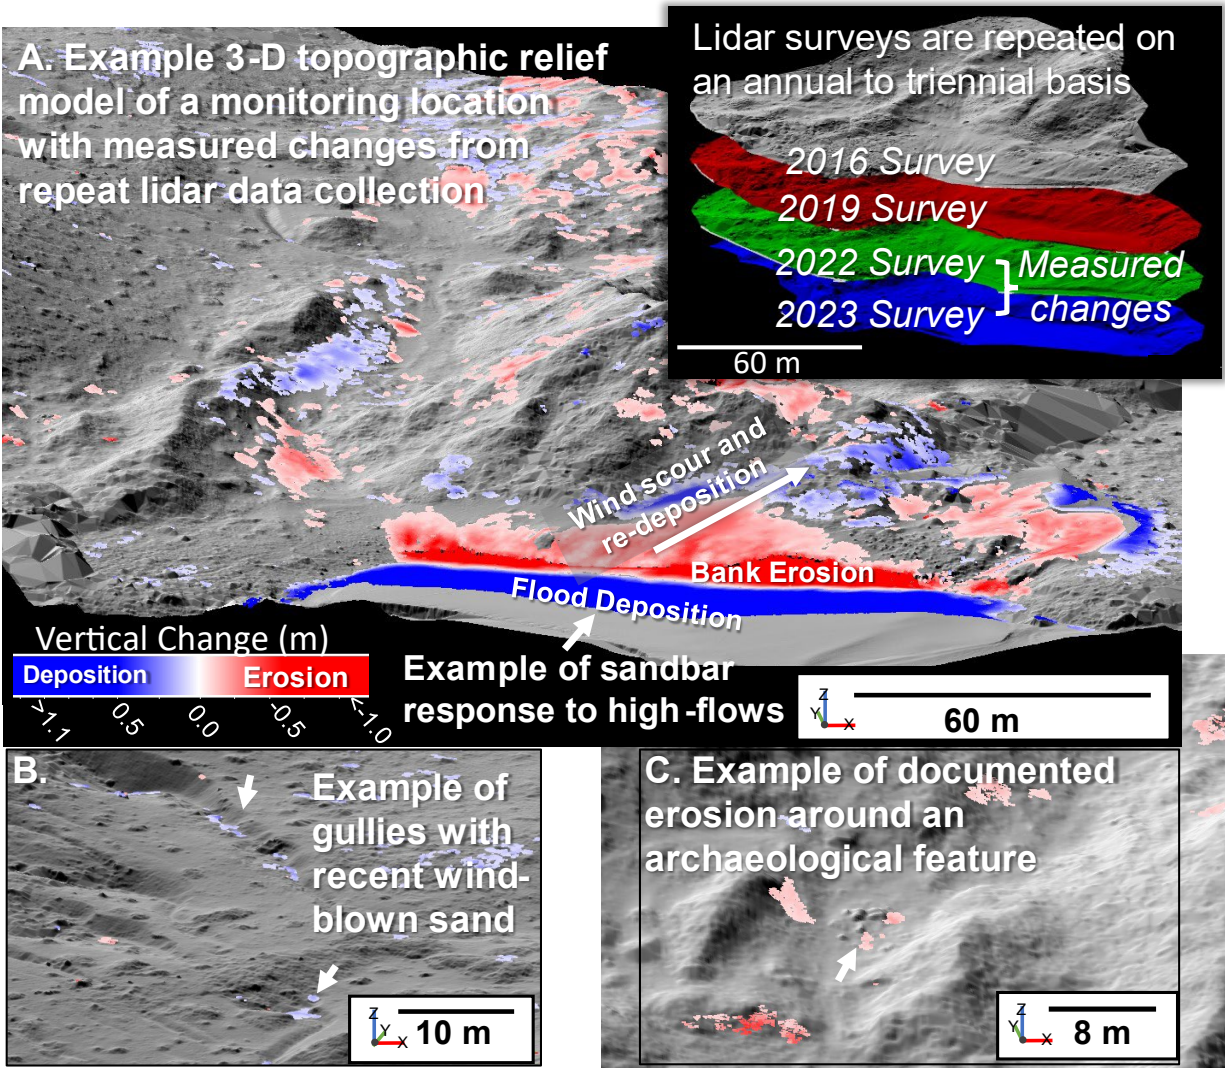 A. Example 3-D topographic relief
model of a monitoring location
with measured changes from
repeat lidar data collection
Lidar surveys are repeated on
an annual to triennial basis
2016 Survey
2019 Survey
2022 Survey
2023 Survey
} Measured
changes
60 m
Wind scour and
re-deposition
Bank Erosion
Flood Deposition
Example of sandbar
response to high-flows
Vertical Change (m)
Deposition
Erosion
>1.1
0.5
0.0
-0.5
<-1.0
Z
Y
X
60 m
B.
Example of
gullies with
recent wind-
blown sand
Z
Y
X
10 m
C. Example of documented
erosion around an
archaeological feature
Z
Y
X
8 m